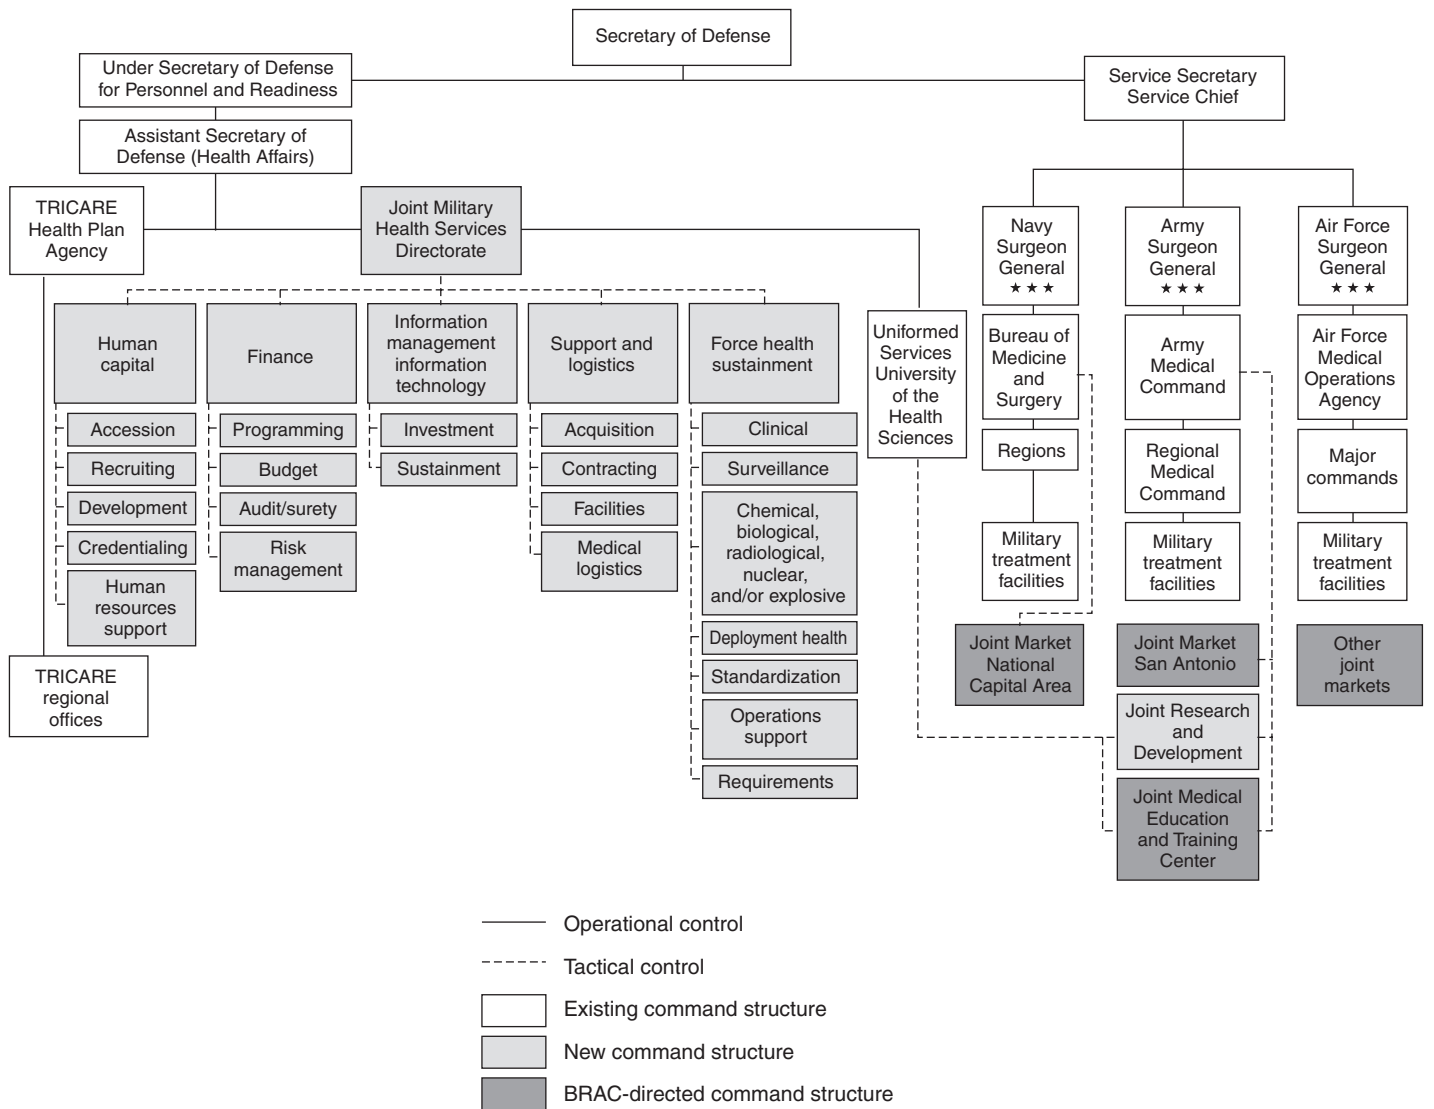 Secretary of Defense
Under Secretary of Defense
for Personnel and Readiness
Service Secretary
Service Chief
Assistant Secretary of
Defense (Health Affairs)
TRICARE
Health Plan
Agency
Joint Military
Health Services
Directorate
Navy
Surgeon
General
★ ★ ★
Army
Surgeon
General
★ ★ ★
Air Force
Surgeon
General
★ ★ ★
Human
capital
Finance
Information
management
information
technology
Support and
logistics
Force health
sustainment
Uniformed
Services
University
of the
Health
Sciences
Bureau of
Medicine
and
Surgery
Army
Medical
Command
Air Force
Medical
Operations
Agency
Accession
Recruiting
Development
Credentialing
Human
resources
support
Programming
Budget
Audit/surety
Risk
management
Investment
Sustainment
Acquisition
Contracting
Facilities
Medical
logistics
Clinical
Surveillance
Chemical,
biological,
radiological,
nuclear,
and/or explosive
Deployment health
Standardization
Operations
support
Requirements
Regions
Regional
Medical
Command
Major
commands
Military
treatment
facilities
Military
treatment
facilities
Military
treatment
facilities
TRICARE
regional
offices
Joint Market
National
Capital Area
Joint Market
San Antonio
Other
joint
markets
Joint Research
and
Development
Joint Medical
Education
and Training
Center
Operational control
Tactical control
Existing command structure
New command structure
BRAC-directed command structure